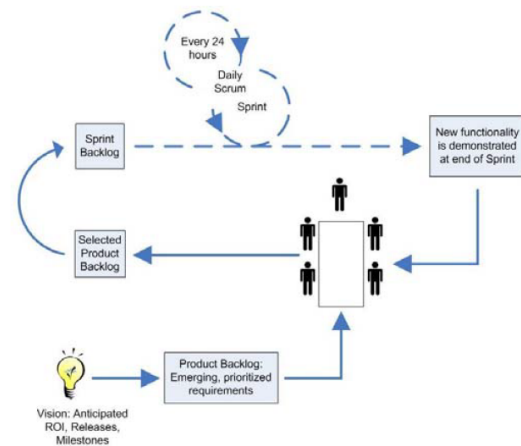 Every 24
hours
Daily
Scrum
Sprint
Sprint
Backlog
New functionality
is demonstrated
at end of Sprint
Selected
Product
Backlog
Product Backlog:
Emerging, prioritized
requirements
Vision: Anticipated
ROI, Releases,
Milestones